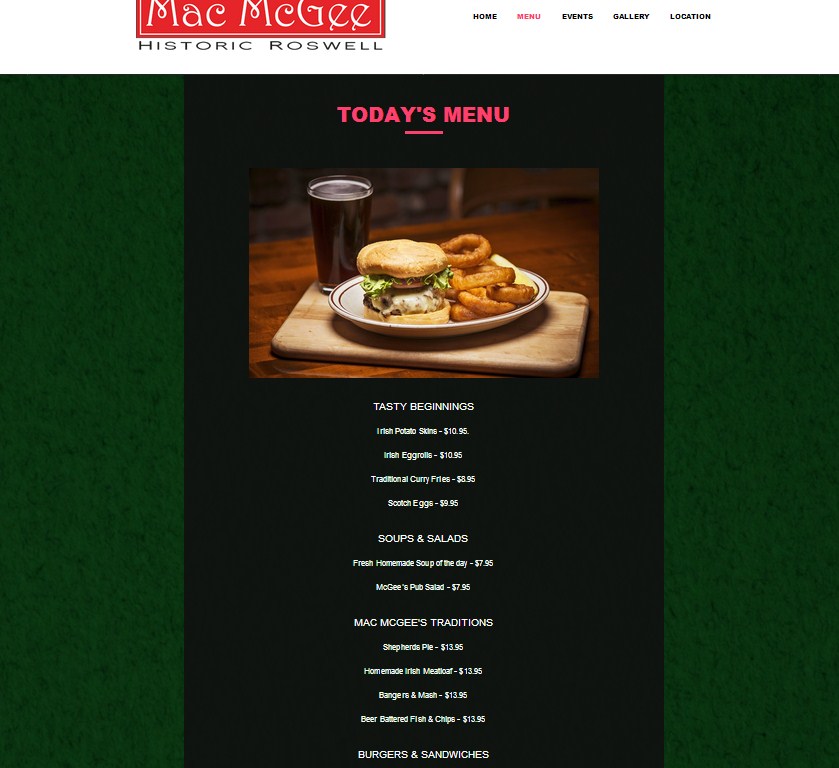 Mac McGee
HISTORIC ROSWELL
HOME MENU EVENTS GALLERY LOCATION
TODAY'S MENU
TASTY BEGINNINGS
Irish Potato Skins - $10.95.
Irish Eggrolls - $10.95
Traditional Curry Fries - $8.95
Scotch Eggs - $9.95
SOUPS & SALADS
Fresh Homemade Soup of the day - $7.95
McGee's Pub Salad - $7.95
MAC MCGEE'S TRADITIONS
Shepherds Pie - $13.95
Homemade Irish Meatloaf - $13.95
Bangers & Mash - $13.95
Beer Battered Fish & Chips - $13.95
BURGERS & SANDWICHES